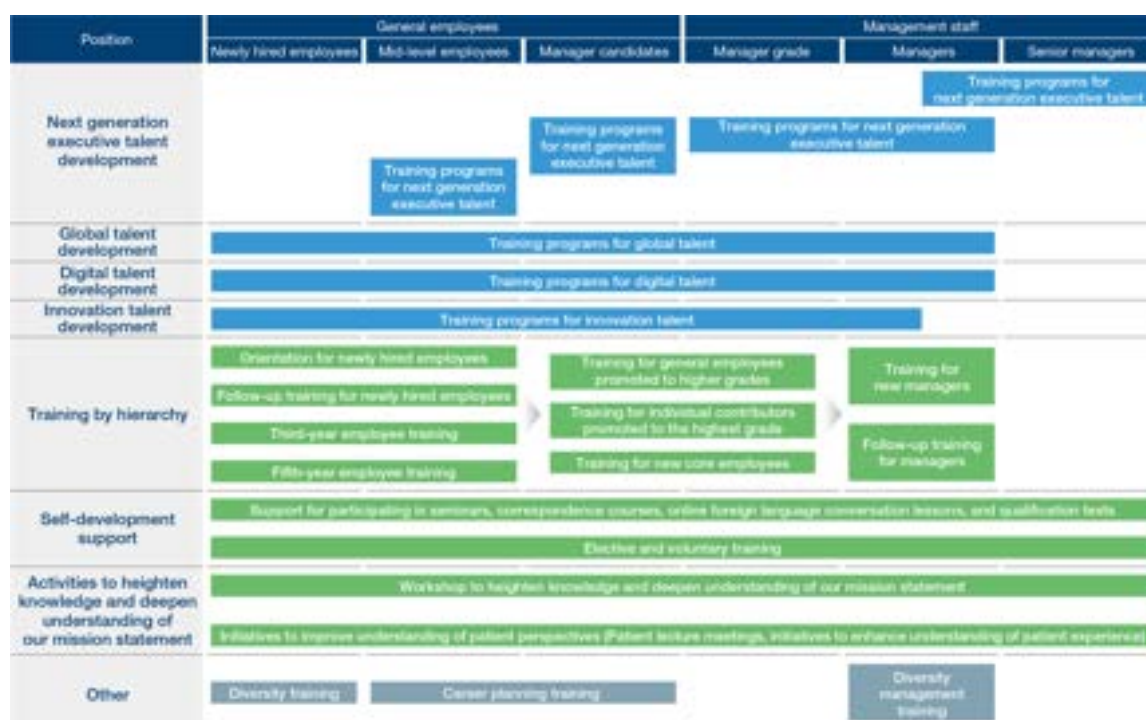 Position
General employees
Management staff
Newly hired employees
Mid-level employees
Manager candidates
Manager grade
Managers
Senior managers
Next generation
executive talent
development
Training programs for
next generation executive talent
Training programs
for next generation
executive talent
Training programs for next generation
executive talent
Training programs
for next generation
executive talent
Global talent
development
Training programs for global talent
Digital talent
development
Training programs for digital talent
Innovation talent
development
Training programs for innovation talent
Training by hierarchy
Orientation for newly hired employees
Follow-up training for newly hired employees
Third-year employee training
Fifth-year employee training
Training for general employees
promoted to higher grades
Training for individual contributors
promoted to the highest grade
Training for new core employees
Training for
new managers
Follow-up training
for managers
Self-development
support
Support for participating in seminars, correspondence courses, online foreign language conversation lessons, and qualification tests
Elective and voluntary training
Activities to heighten
knowledge and deepen
understanding of
our mission statement
Workshop to heighten knowledge and deepen understanding of our mission statement
Initiatives to improve understanding of patient perspectives (Patient lecture meetings, initiatives to enhance understanding of patient experience)
Other
Diversity training
Career planning training
Diversity
management
training